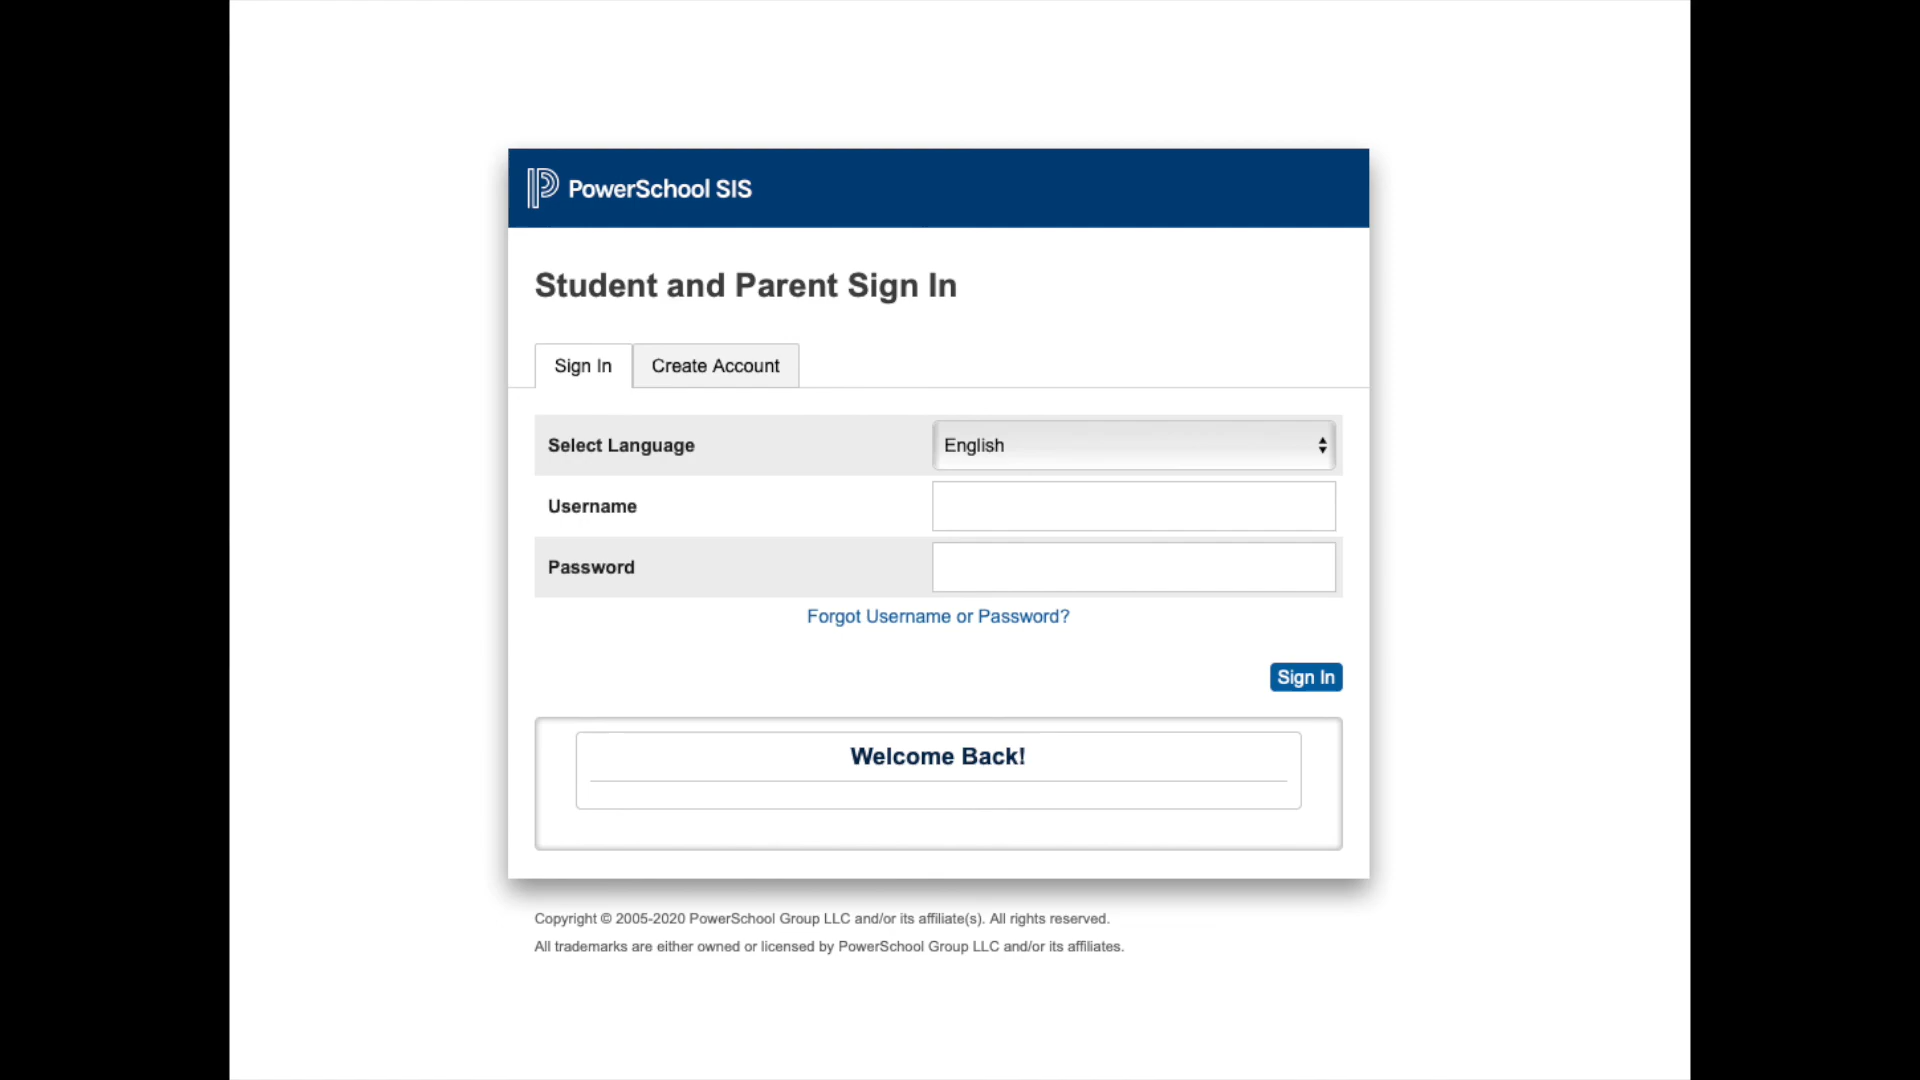 PowerSchool SIS
Student and Parent Sign In
Sign In
Create Account
Select Language
English
Username
Password
Forgot Username or Password?
Sign In
Welcome Back!
Copyright © 2005-2020 PowerSchool Group LLC and/or its affiliate(s). All rights reserved.
All trademarks are either owned or licensed by PowerSchool Group LLC and/or its affiliates.